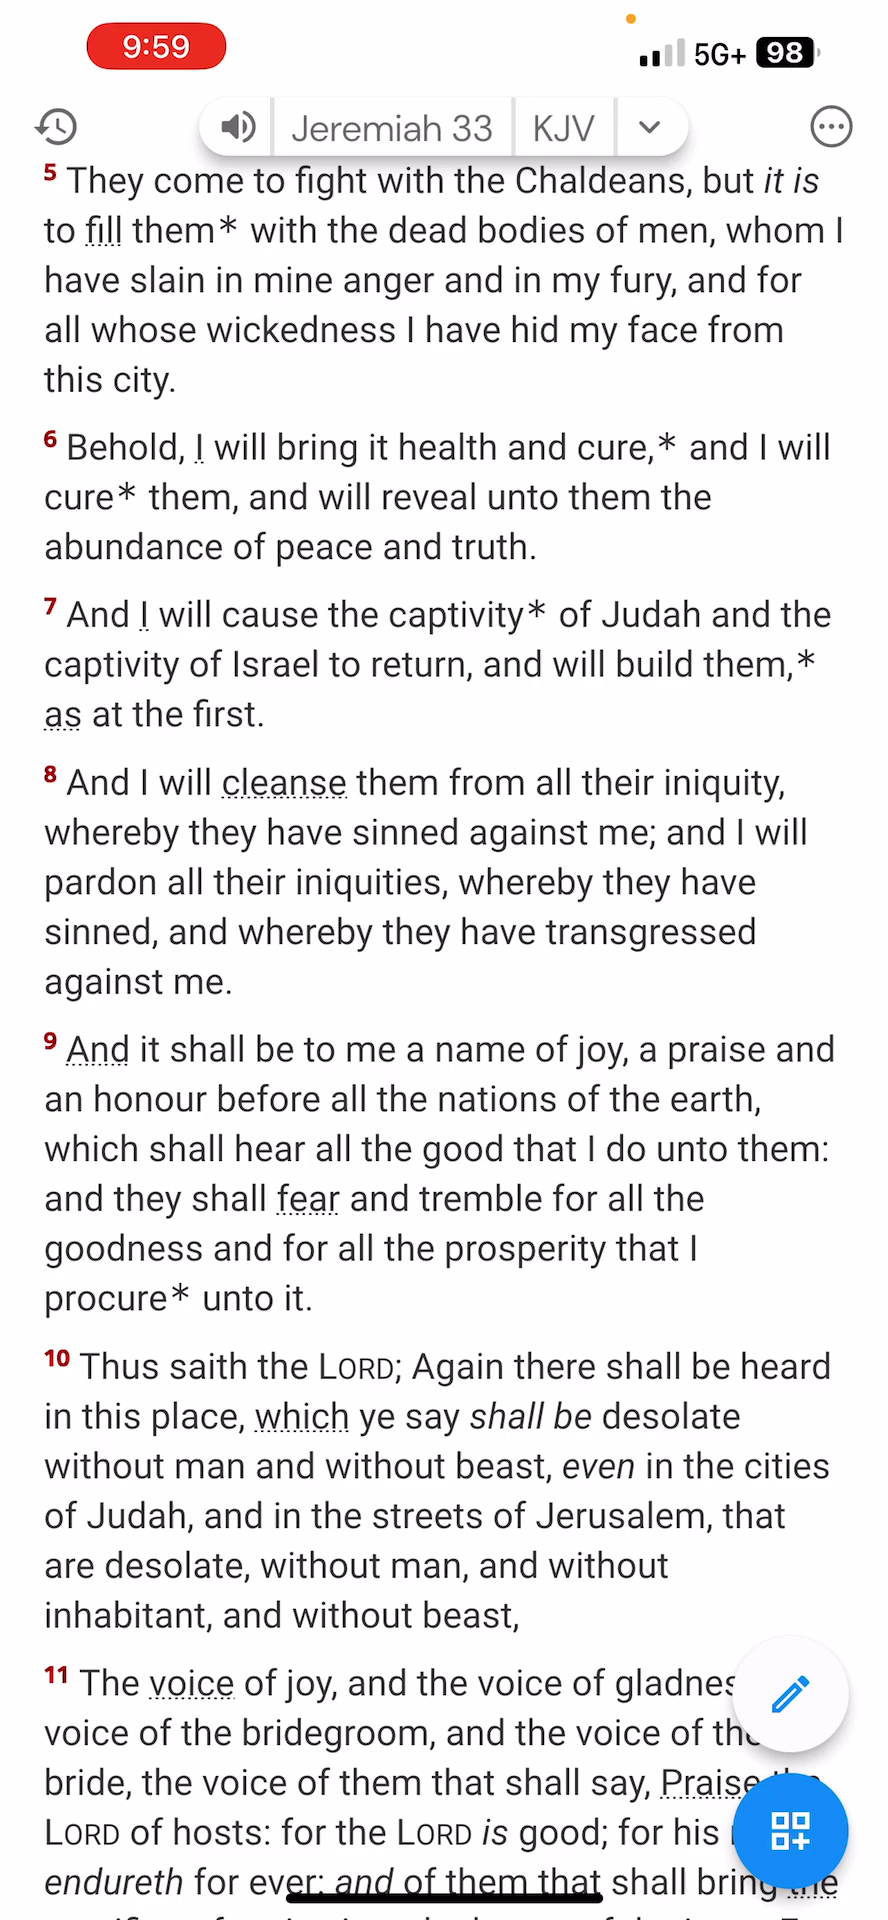 9:59
5G+ 98
Jeremiah 33 KJV
5 They come to fight with the Chaldeans, but it is
to fill them* with the dead bodies of men, whom I
have slain in mine anger and in my fury, and for
all whose wickedness I have hid my face from
this city.
6 Behold, I will bring it health and cure,* and I will
cure* them, and will reveal unto them the
abundance of peace and truth.
7 And I will cause the captivity* of Judah and the
captivity of Israel to return, and will build them,*
as at the first.
8 And I will cleanse them from all their iniquity,
whereby they have sinned against me; and I will
pardon all their iniquities, whereby they have
sinned, and whereby they have transgressed
against me.
9 And it shall be to me a name of joy, a praise and
an honour before all the nations of the earth,
which shall hear all the good that I do unto them:
and they shall fear and tremble for all the
goodness and for all the prosperity that I
procure* unto it.
10 Thus saith the LORD; Again there shall be heard
in this place, which ye say shall be desolate
without man and without beast, even in the cities
of Judah, and in the streets of Jerusalem, that
are desolate, without man, and without
inhabitant, and without beast,
11 The voice of joy, and the voice of gladnes
voice of the bridegroom, and the voice of the
bride, the voice of them that shall say, Praise the
LORD of hosts: for the LORD is good; for his
endureth for ever: and of them that shall bring the